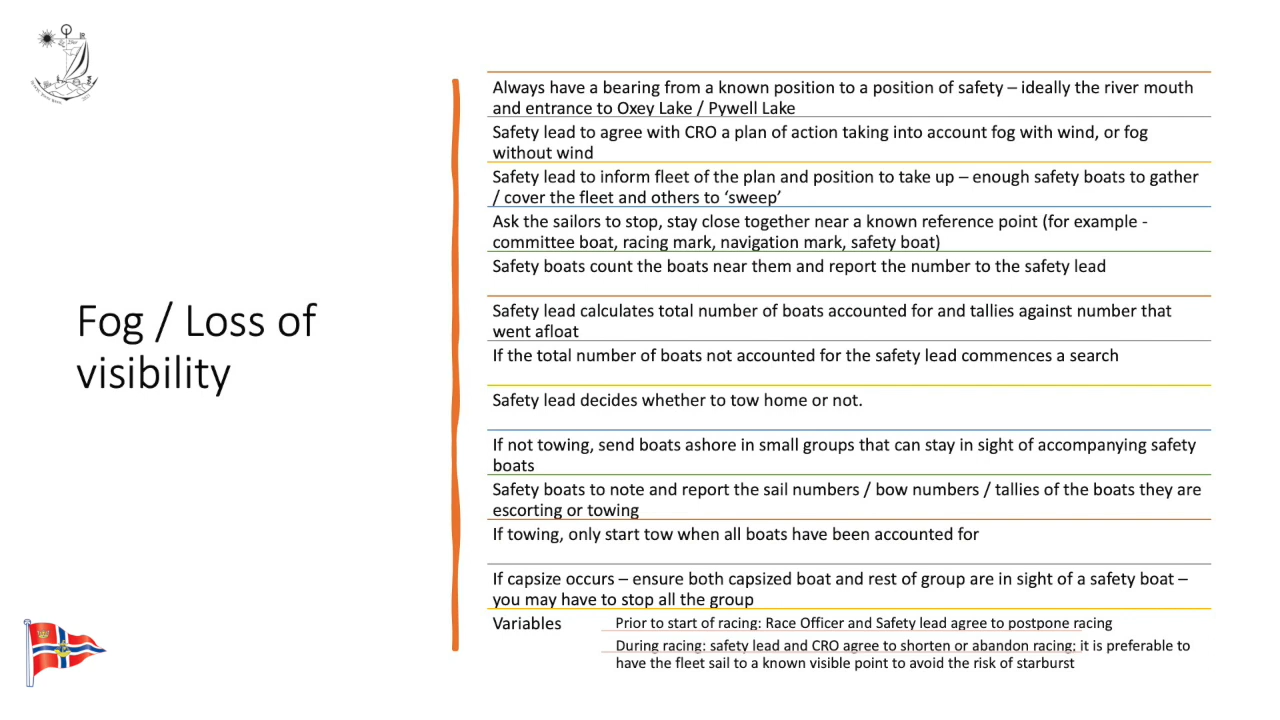 Fog / Loss of
visibility
Always have a bearing from a known position to a position of safety – ideally the river mouth
and entrance to Oxey Lake / Pywell Lake
Safety lead to agree with CRO a plan of action taking into account fog with wind, or fog
without wind
Safety lead to inform fleet of the plan and position to take up – enough safety boats to gather
/ cover the fleet and others to ‘sweep’
Ask the sailors to stop, stay close together near a known reference point (for example -
committee boat, racing mark, navigation mark, safety boat)
Safety boats count the boats near them and report the number to the safety lead
Safety lead calculates total number of boats accounted for and tallies against number that
went afloat
If the total number of boats not accounted for the safety lead commences a search
Safety lead decides whether to tow home or not.
If not towing, send boats ashore in small groups that can stay in sight of accompanying safety
boats
Safety boats to note and report the sail numbers / bow numbers / tallies of the boats they are
escorting or towing
If towing, only start tow when all boats have been accounted for
If capsize occurs – ensure both capsized boat and rest of group are in sight of a safety boat –
you may have to stop all the group
Variables
Prior to start of racing: Race Officer and Safety lead agree to postpone racing
During racing: safety lead and CRO agree to shorten or abandon racing; it is preferable to
have the fleet sail to a known visible point to avoid the risk of starburst